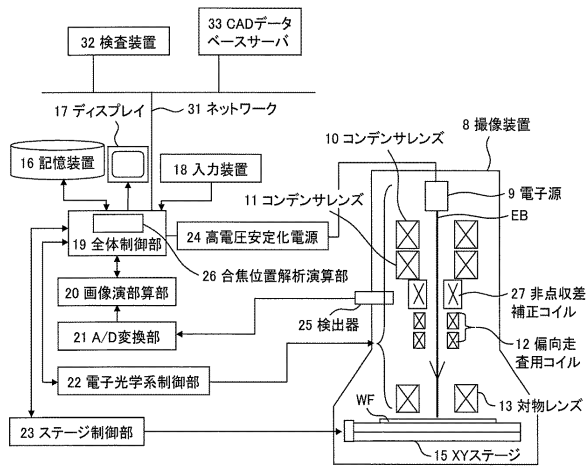 32 検査装置
33 CADデータ
ベースサーバ
17 ディスプレイ
31 ネットワーク
16 記憶装置
18 入力装置
10 コンデンサレンズ
8 撮像装置
11 コンデンサレンズ
9 電子源
EB
19 全体制御部
24 高電圧安定化電源
26 合焦位置解析演算部
20 画像演部算部
27 非点収差
補正コイル
25 検出器
21 A/D変換部
12 偏向走
査用コイル
22 電子光学系制御部
13 対物レンズ
WF
23 ステージ制御部
15 XYステージ